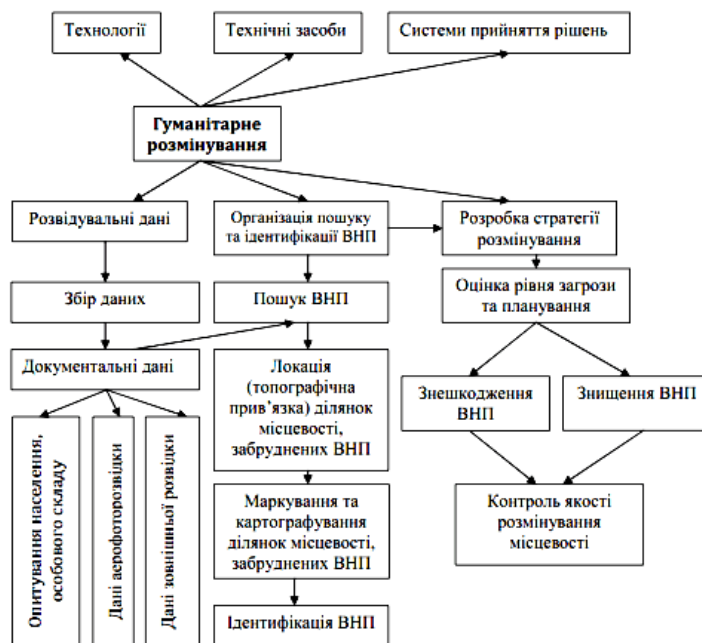 Технології
Технічні засоби
Системи прийняття рішень
Гуманітарне
розмінування
Розвідувальні дані
Організація пошуку
та ідентифікації ВНП
Розробка стратегії
розмінування
Збір даних
Пошук ВНП
Оцінка рівня загрози
та планування
Документальні дані
Локація
(топографічна
прив’язка) ділянок
місцевості,
забруднених ВНП
Знешкодження
ВНП
Знищення ВНП
Опитування населення,
особового складу
Дані аерофоторозвідки
Дані зовнішньої розвідки
Маркування та
картографування
ділянок місцевості,
забруднених ВНП
Контроль якості
розмінування
місцевості
Ідентифікація ВНП